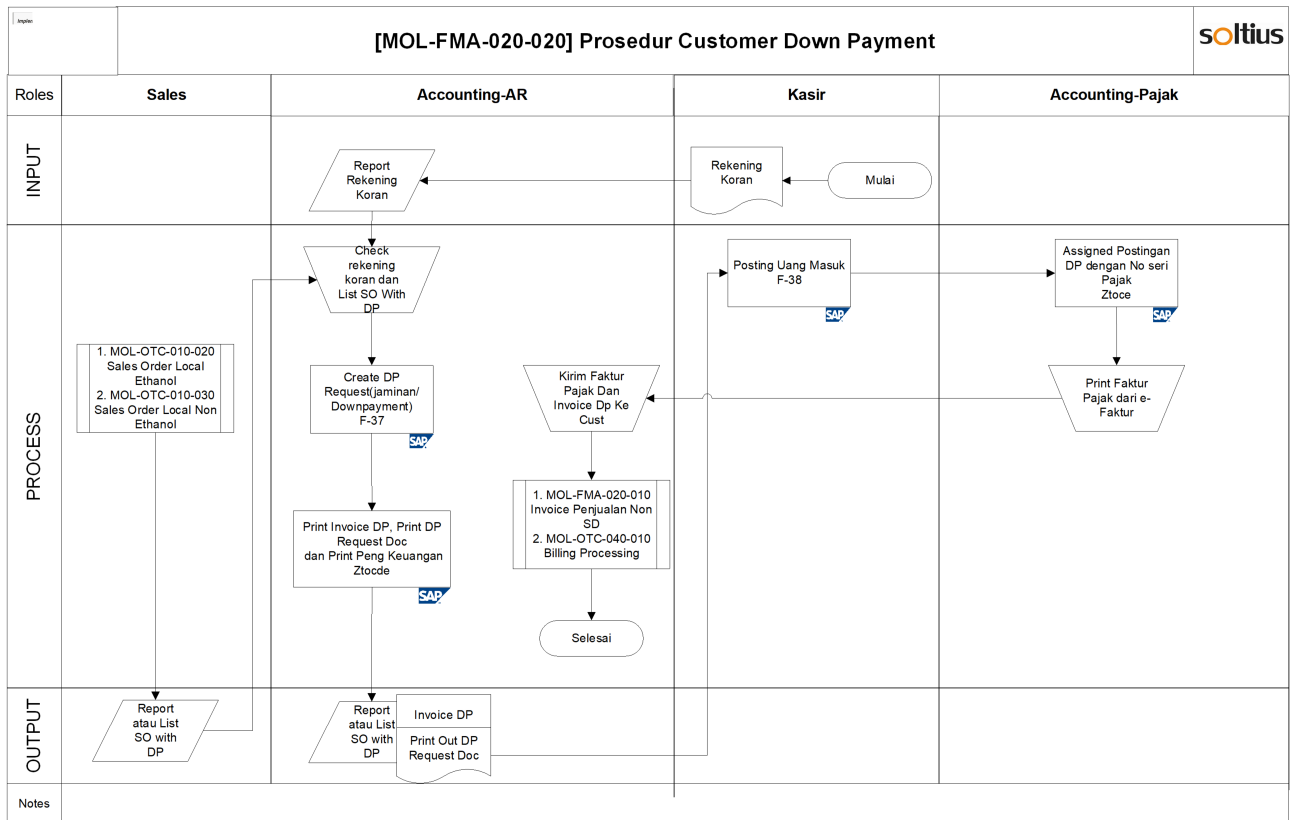 Implen
[MOL-FMA-020-020] Prosedur Customer Down Payment
soltius
Roles
Sales
Accounting-AR
Kasir
Accounting-Pajak
INPUT
Report
Rekening
Koran
Rekening
Koran
Mulai
PROCESS
1. MOL-OTC-010-020
Sales Order Local
Ethanol
2. MOL-OTC-010-030
Sales Order Local Non
Ethanol
Check
rekening
koran dan
List SO With
DP
Create DP
Request(jaminan/
Downpayment)
F-37
SAP
Print Invoice DP, Print DP
Request Doc
dan Print Peng Keuangan
Ztocde
SAP
Kirim Faktur
Pajak Dan
Invoice Dp Ke
Cust
1. MOL-FMA-020-010
Invoice Penjualan Non
SD
2. MOL-OTC-040-010
Billing Processing
Selesai
Posting Uang Masuk
F-38
SAP
Assigned Postingan
DP dengan No seri
Pajak
Ztoce
SAP
Print Faktur
Pajak dari e-
Faktur
OUTPUT
Report
atau List
SO with
DP
Report
atau List
SO with
DP
Invoice DP
Print Out DP
Request Doc
Notes